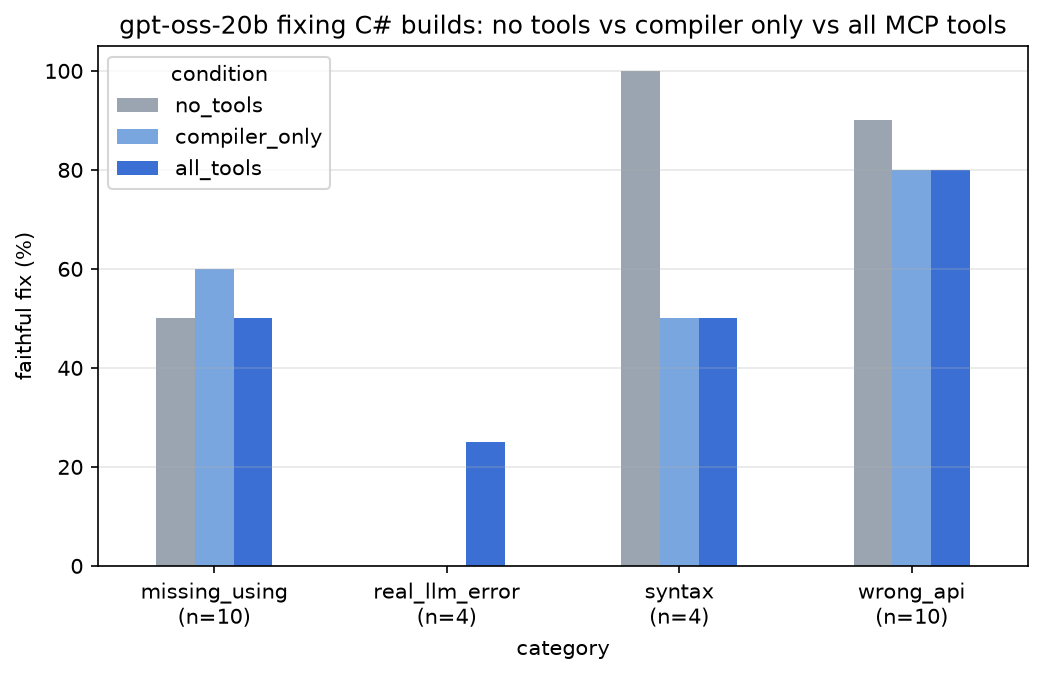 gpt-oss-20b fixing C# builds: no tools vs compiler only vs all MCP tools
condition
no_tools
compiler_only
all_tools
faithful fix (%)
100
80
60
40
20
0
missing_using
(n=10)
real_llm_error
(n=4)
syntax
(n=4)
wrong_api
(n=10)
category